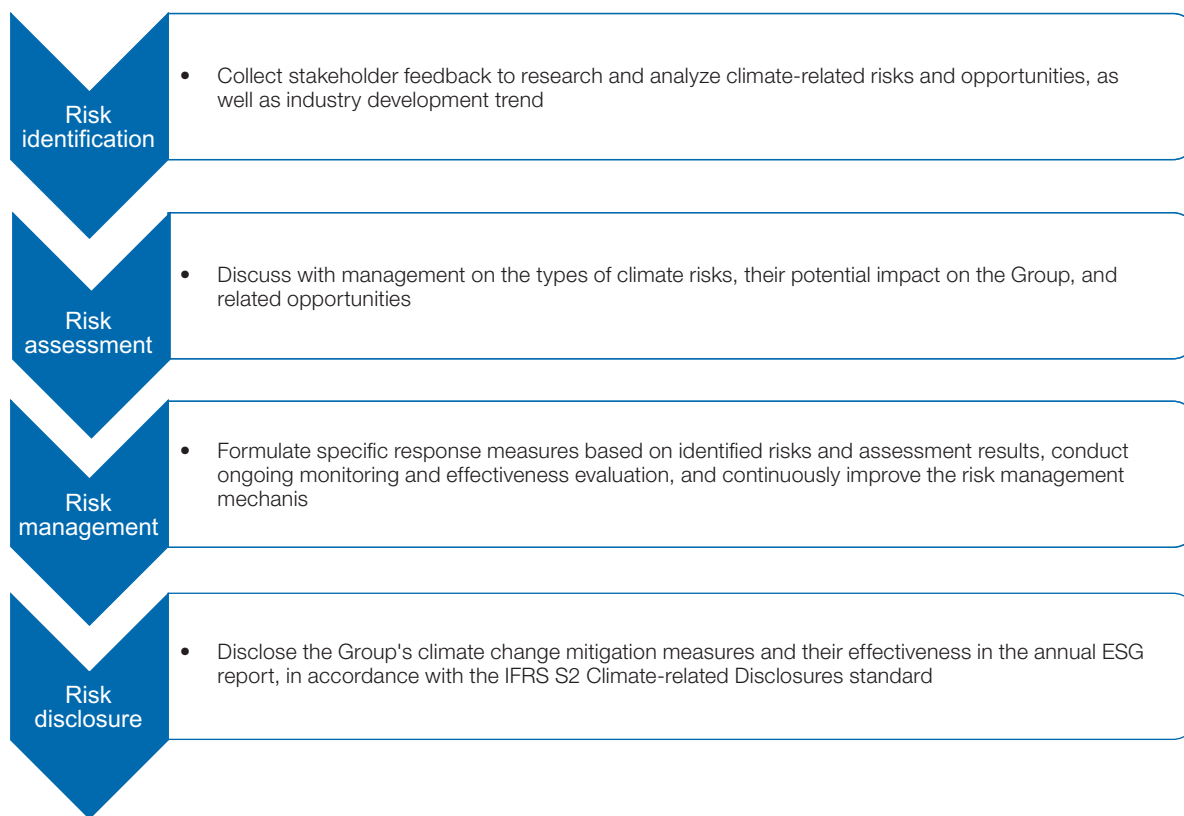 Risk
identification
• Collect stakeholder feedback to research and analyze climate-related risks and opportunities, as
well as industry development trend
Risk
assessment
• Discuss with management on the types of climate risks, their potential impact on the Group, and
related opportunities
Risk
management
• Formulate specific response measures based on identified risks and assessment results, conduct
ongoing monitoring and effectiveness evaluation, and continuously improve the risk management
mechanis
Risk
disclosure
• Disclose the Group's climate change mitigation measures and their effectiveness in the annual ESG
report, in accordance with the IFRS S2 Climate-related Disclosures standard